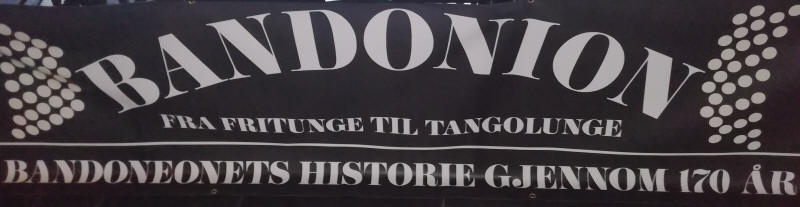 BANDONION
FRA FRITUNGE TIL TANGOLUNGE
BANDONEONETS HISTORIE GJENNOM 170 ÅR